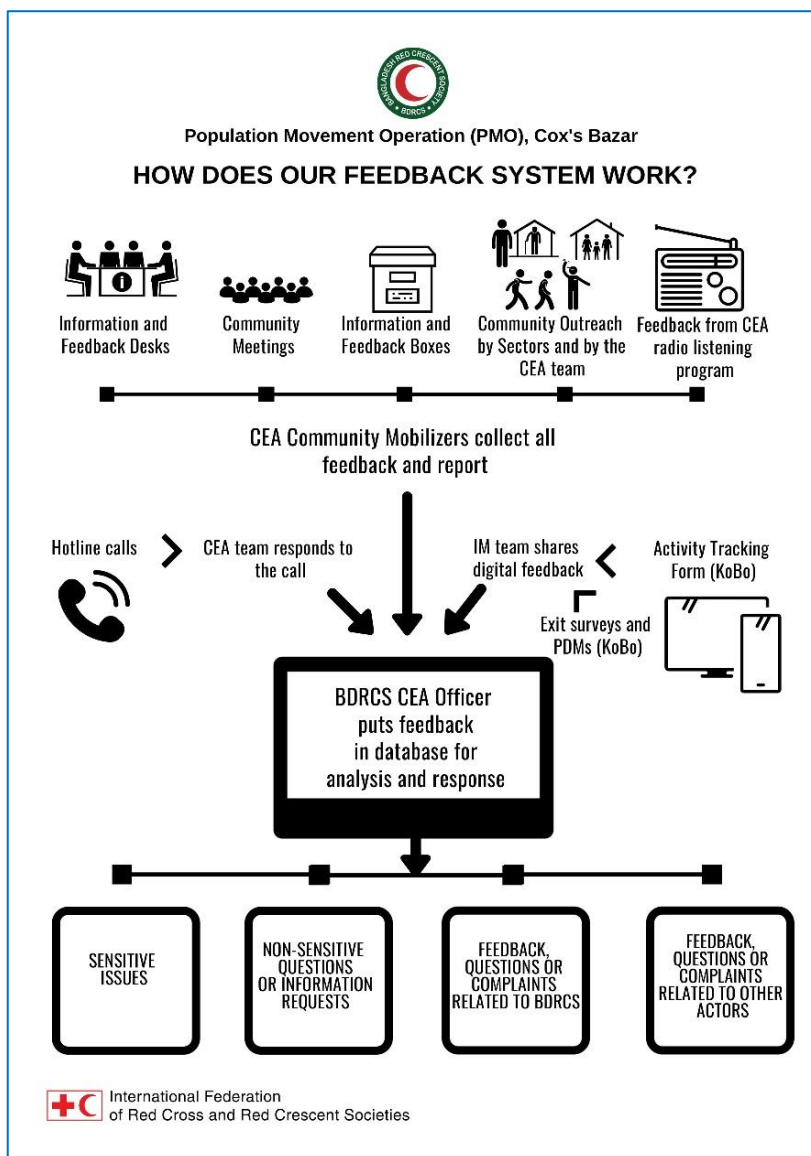 BANGLADESH RED CRESCENT SOCIETY
BDRCS
Population Movement Operation (PMO), Cox's Bazar
HOW DOES OUR FEEDBACK SYSTEM WORK?
Information and
Feedback Desks
Community
Meetings
Information and
Feedback Boxes
Community Outreach
by Sectors and by the
CEA team
Feedback from CEA
radio listening
program
CEA Community Mobilizers collect all
feedback and report
Hotline calls
CEA team responds to
the call
IM team shares
digital feedback
Activity Tracking
Form (KoBo)
Exit surveys and
PDMs (KoBo)
BDRCS CEA Officer
puts feedback
in database for
analysis and response
SENSITIVE
ISSUES
NON-SENSITIVE
QUESTIONS
OR INFORMATION
REQUESTS
FEEDBACK,
QUESTIONS OR
COMPLAINTS
RELATED TO BDRCS
FEEDBACK,
QUESTIONS OR
COMPLAINTS
RELATED TO OTHER
ACTORS
International Federation
of Red Cross and Red Crescent Societies